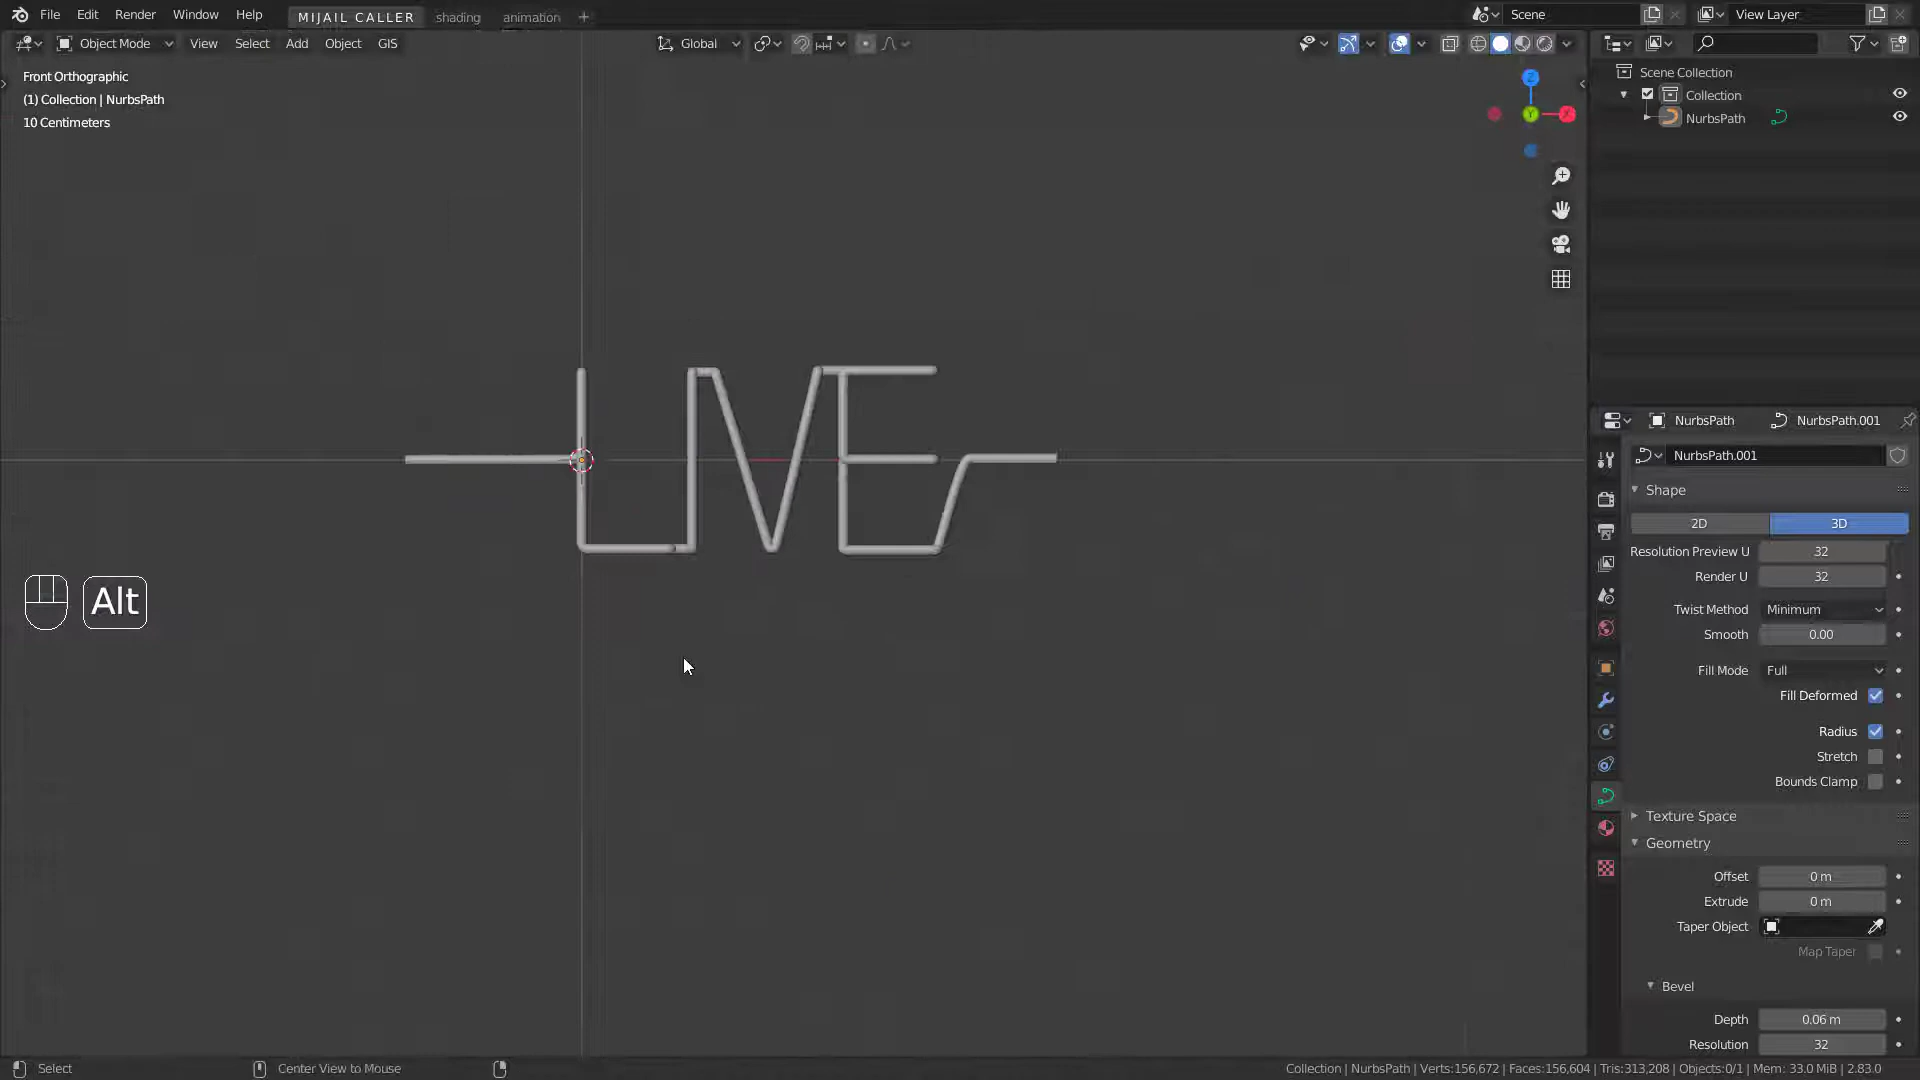 File Edit Render Window Help MIJAIL CALLER shading animation + Scene View Layer
Object Mode View Select Add Object GIS Global
Front Orthographic
(1) Collection | NurbsPath
10 Centimeters
Z
Y
X
Scene Collection
Collection
NurbsPath
LIVE
Alt
NurbsPath NurbsPath.001
NurbsPath.001
Shape
2D 3D
Resolution Preview U 32
Render U 32
Twist Method Minimum
Smooth 0.00
Fill Mode Full
Fill Deformed
Radius
Stretch
Bounds Clamp
Texture Space
Geometry
Offset 0 m
Extrude 0 m
Taper Object
Map Taper
Bevel
Depth 0.06 m
Resolution 32
Select Center View to Mouse Collection | NurbsPath | Verts:156,672 | Faces:156,604 | Tris:313,208 | Objects:0/1 | Mem: 33.0 MiB | 2.83.0